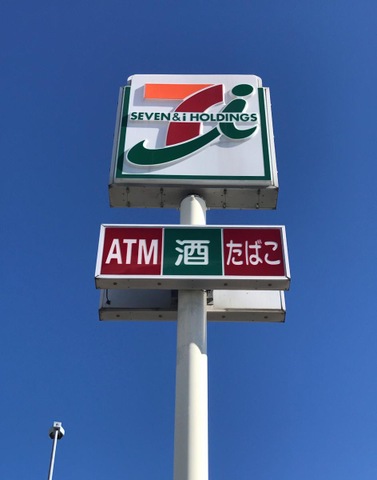 7i
SEVEN&i HOLDINGS
ATM 酒 たばこ